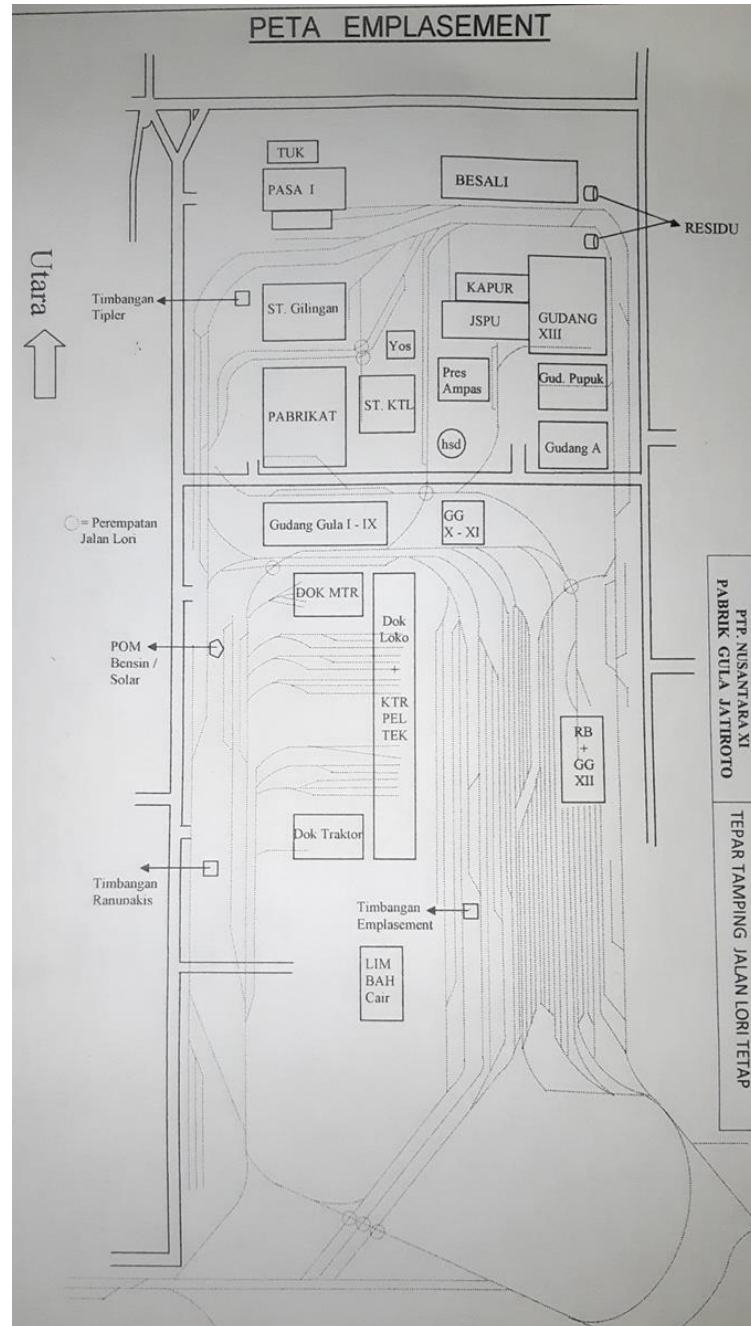 PETA EMPLASEMENT
TUK
PASA I
BESALI
RESIDU
Utara
Timbangan
Tipler
ST. Gilingan
KAPUR
JSPU
GUDANG
XIII
Yos
Pres
Ampas
Gud. Pupuk
PABRIKAT
ST. KTL
hsd
Gudang A
= Perempatan
Jalan Lori
Gudang Gula I - IX
GG
X - XI
DOK MTR
Dok
Loko
+
KTR
PEL
TEK
POM
Bensin /
Solar
RB
+
GG
XII
Dok Traktor
Timbangan
Ranunakis
Timbangan
Emplasement
LIM
BAH
Cair
PTP. NUSANTARA XI
PABRIK GULA JATIROTO
TEPAR TAMPING JALAN LORI TETAP